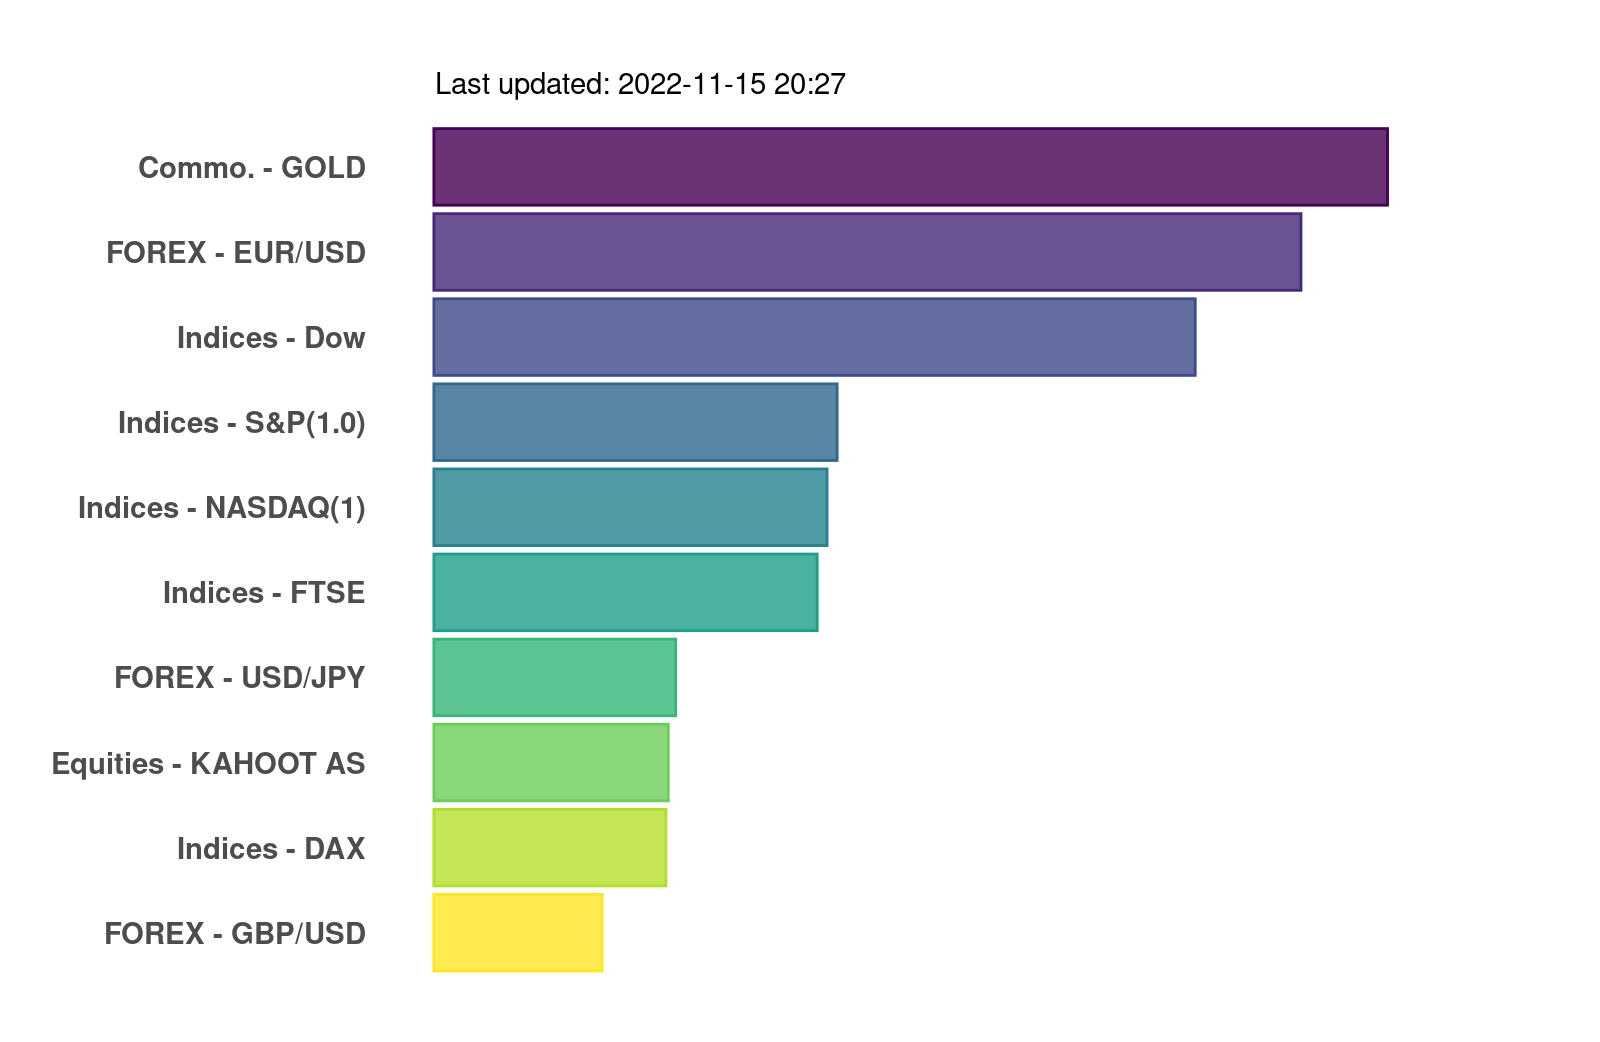 Last updated: 2022-11-15 20:27
Commo. - GOLD
FOREX - EUR/USD
Indices - Dow
Indices - S&P(1.0)
Indices - NASDAQ(1)
Indices - FTSE
FOREX - USD/JPY
Equities - KAHOOT AS
Indices - DAX
FOREX - GBP/USD